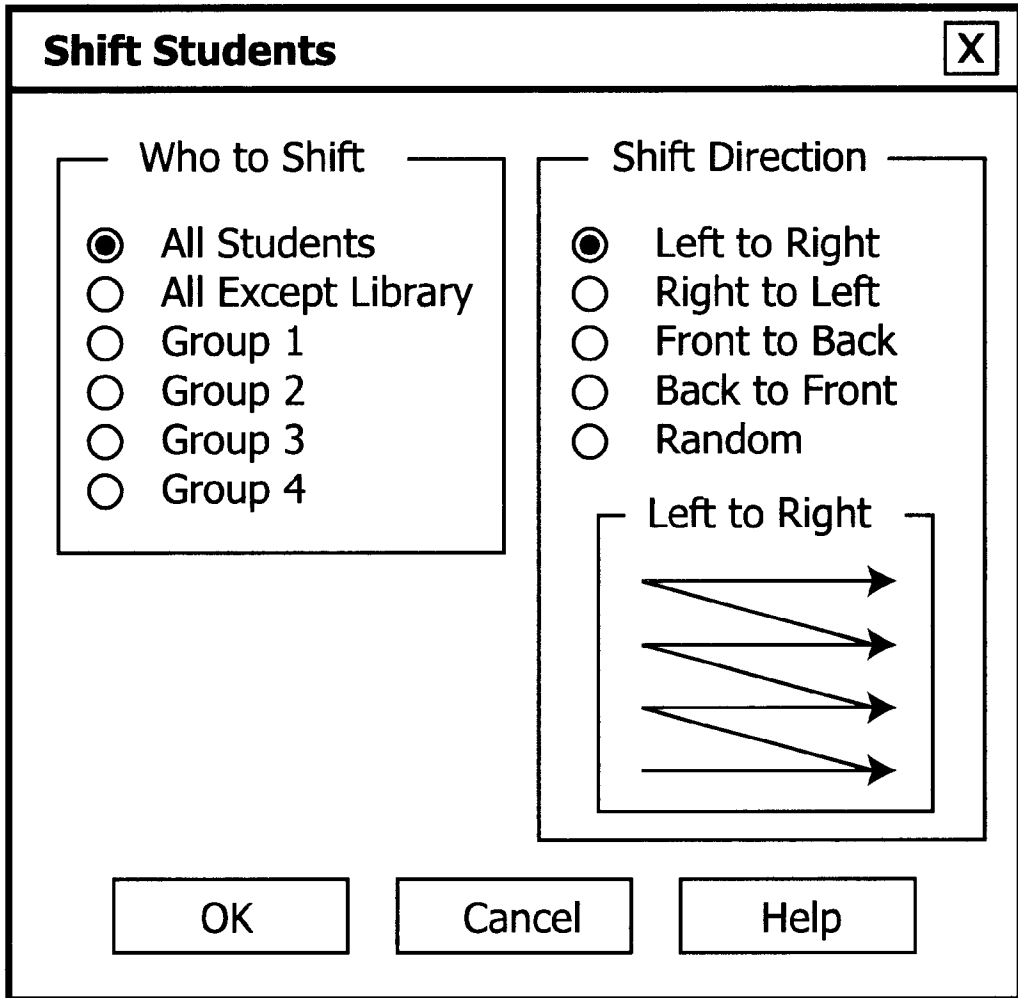 Shift Students X
Who to Shift
All Students
All Except Library
Group 1
Group 2
Group 3
Group 4
Shift Direction
Left to Right
Right to Left
Front to Back
Back to Front
Random
Left to Right
OK Cancel Help